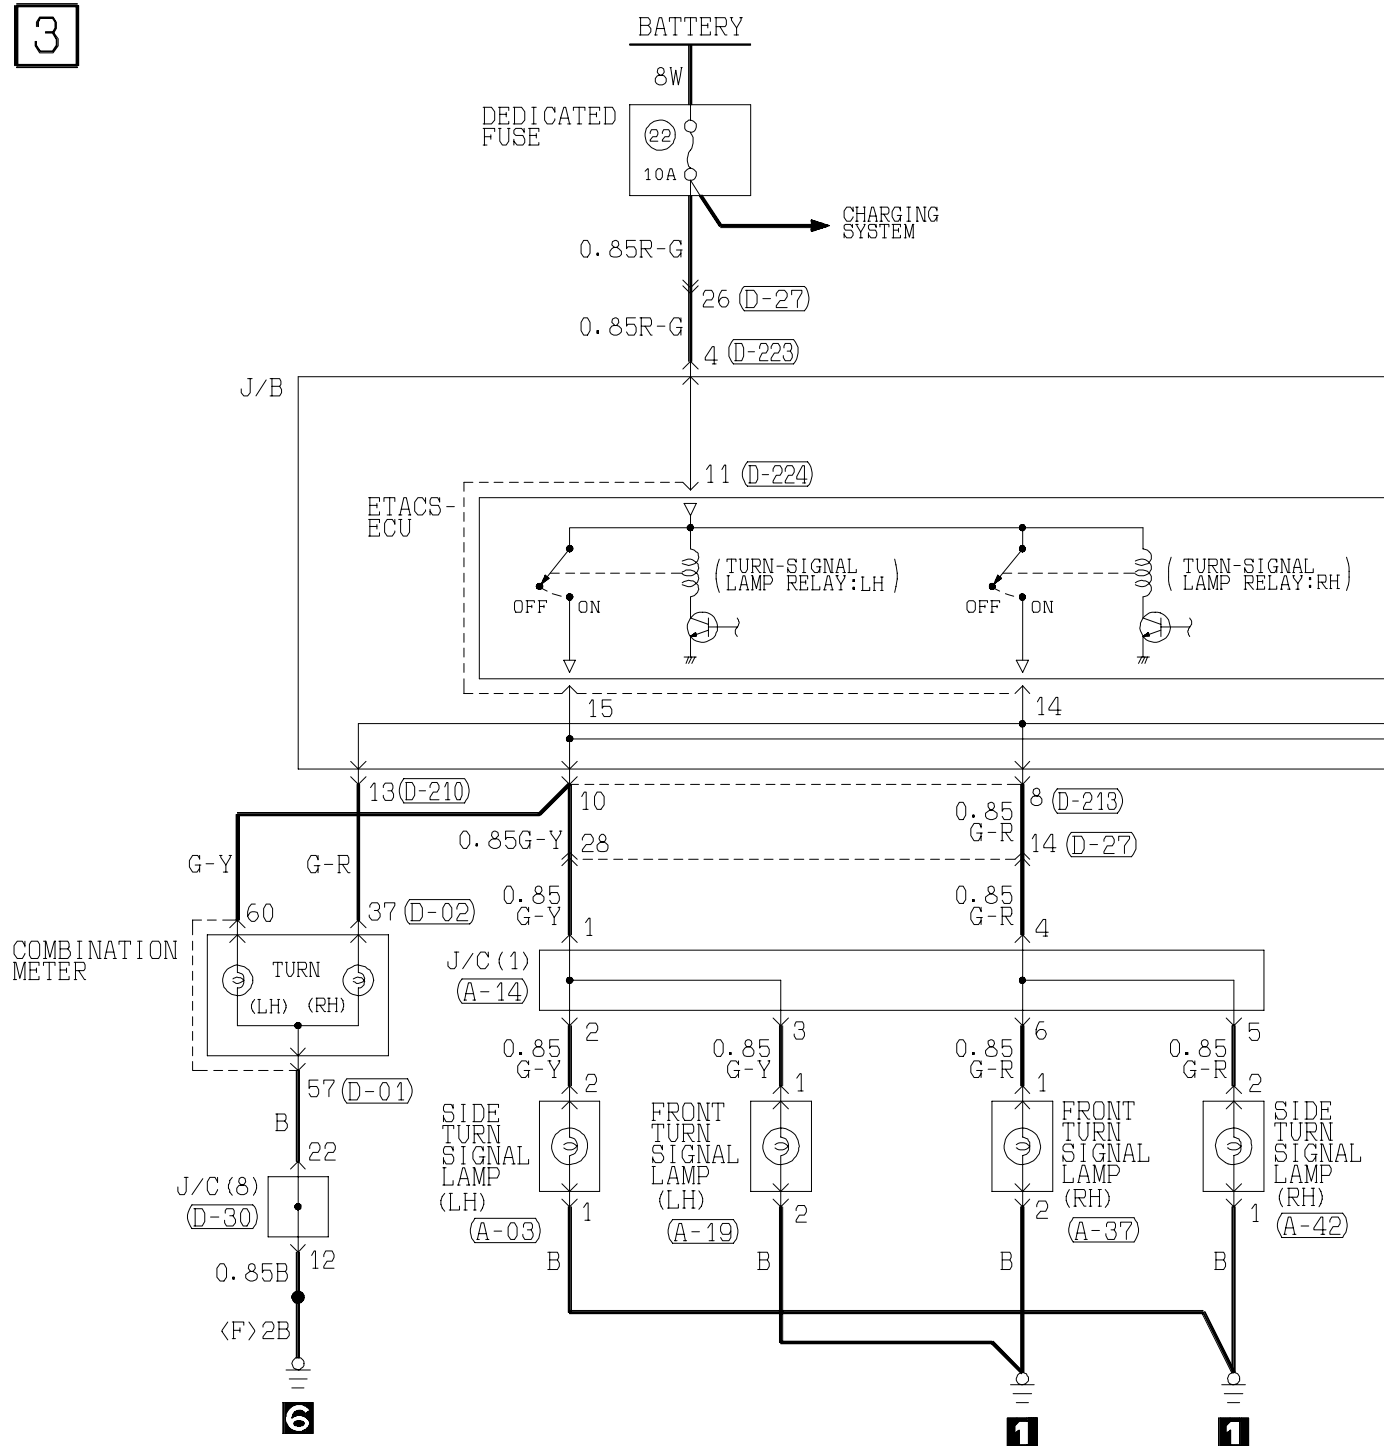 3
BATTERY
8W
DEDICATED
FUSE
22
10A
CHARGING
SYSTEM
0.85R-G
26 D-27
0.85R-G
4 D-223
J/B
11 D-224
ETACS-
ECU
(TURN-SIGNAL
LAMP RELAY:LH)
OFF ON
(TURN-SIGNAL
LAMP RELAY:RH)
OFF ON
15
14
13 D-210
10
8 D-213
0.85
G-R
0.85G-Y
28
14 D-27
G-Y
G-R
0.85
G-Y
0.85
G-R
60
37 D-02
1
4
COMBINATION
METER
TURN
(LH) (RH)
J/C(1)
A-14
2
3
6
5
0.85
G-Y
0.85
G-Y
0.85
G-R
0.85
G-R
57 D-01
2
1
1
2
B
SIDE
TURN
SIGNAL
LAMP
(LH)
FRONT
TURN
SIGNAL
LAMP
(LH)
FRONT
TURN
SIGNAL
LAMP
(RH)
SIDE
TURN
SIGNAL
LAMP
(RH)
22
J/C(8)
D-30
1
2
2
1
A-03
A-19
A-37
A-42
12
B
B
B
B
0.85B
<F>2B
6
1
1